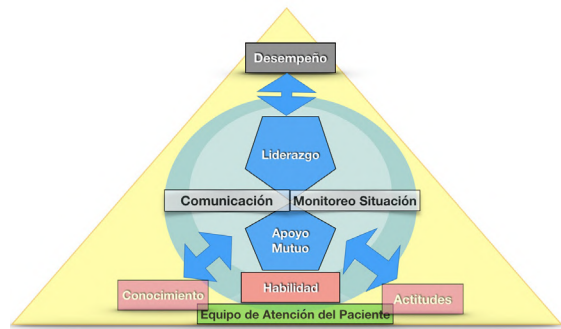 Desempeño
Liderazgo
Comunicación
Monitoreo Situación
Apoyo
Mutuo
Habilidad
Conocimiento
Actitudes
Equipo de Atención del Paciente